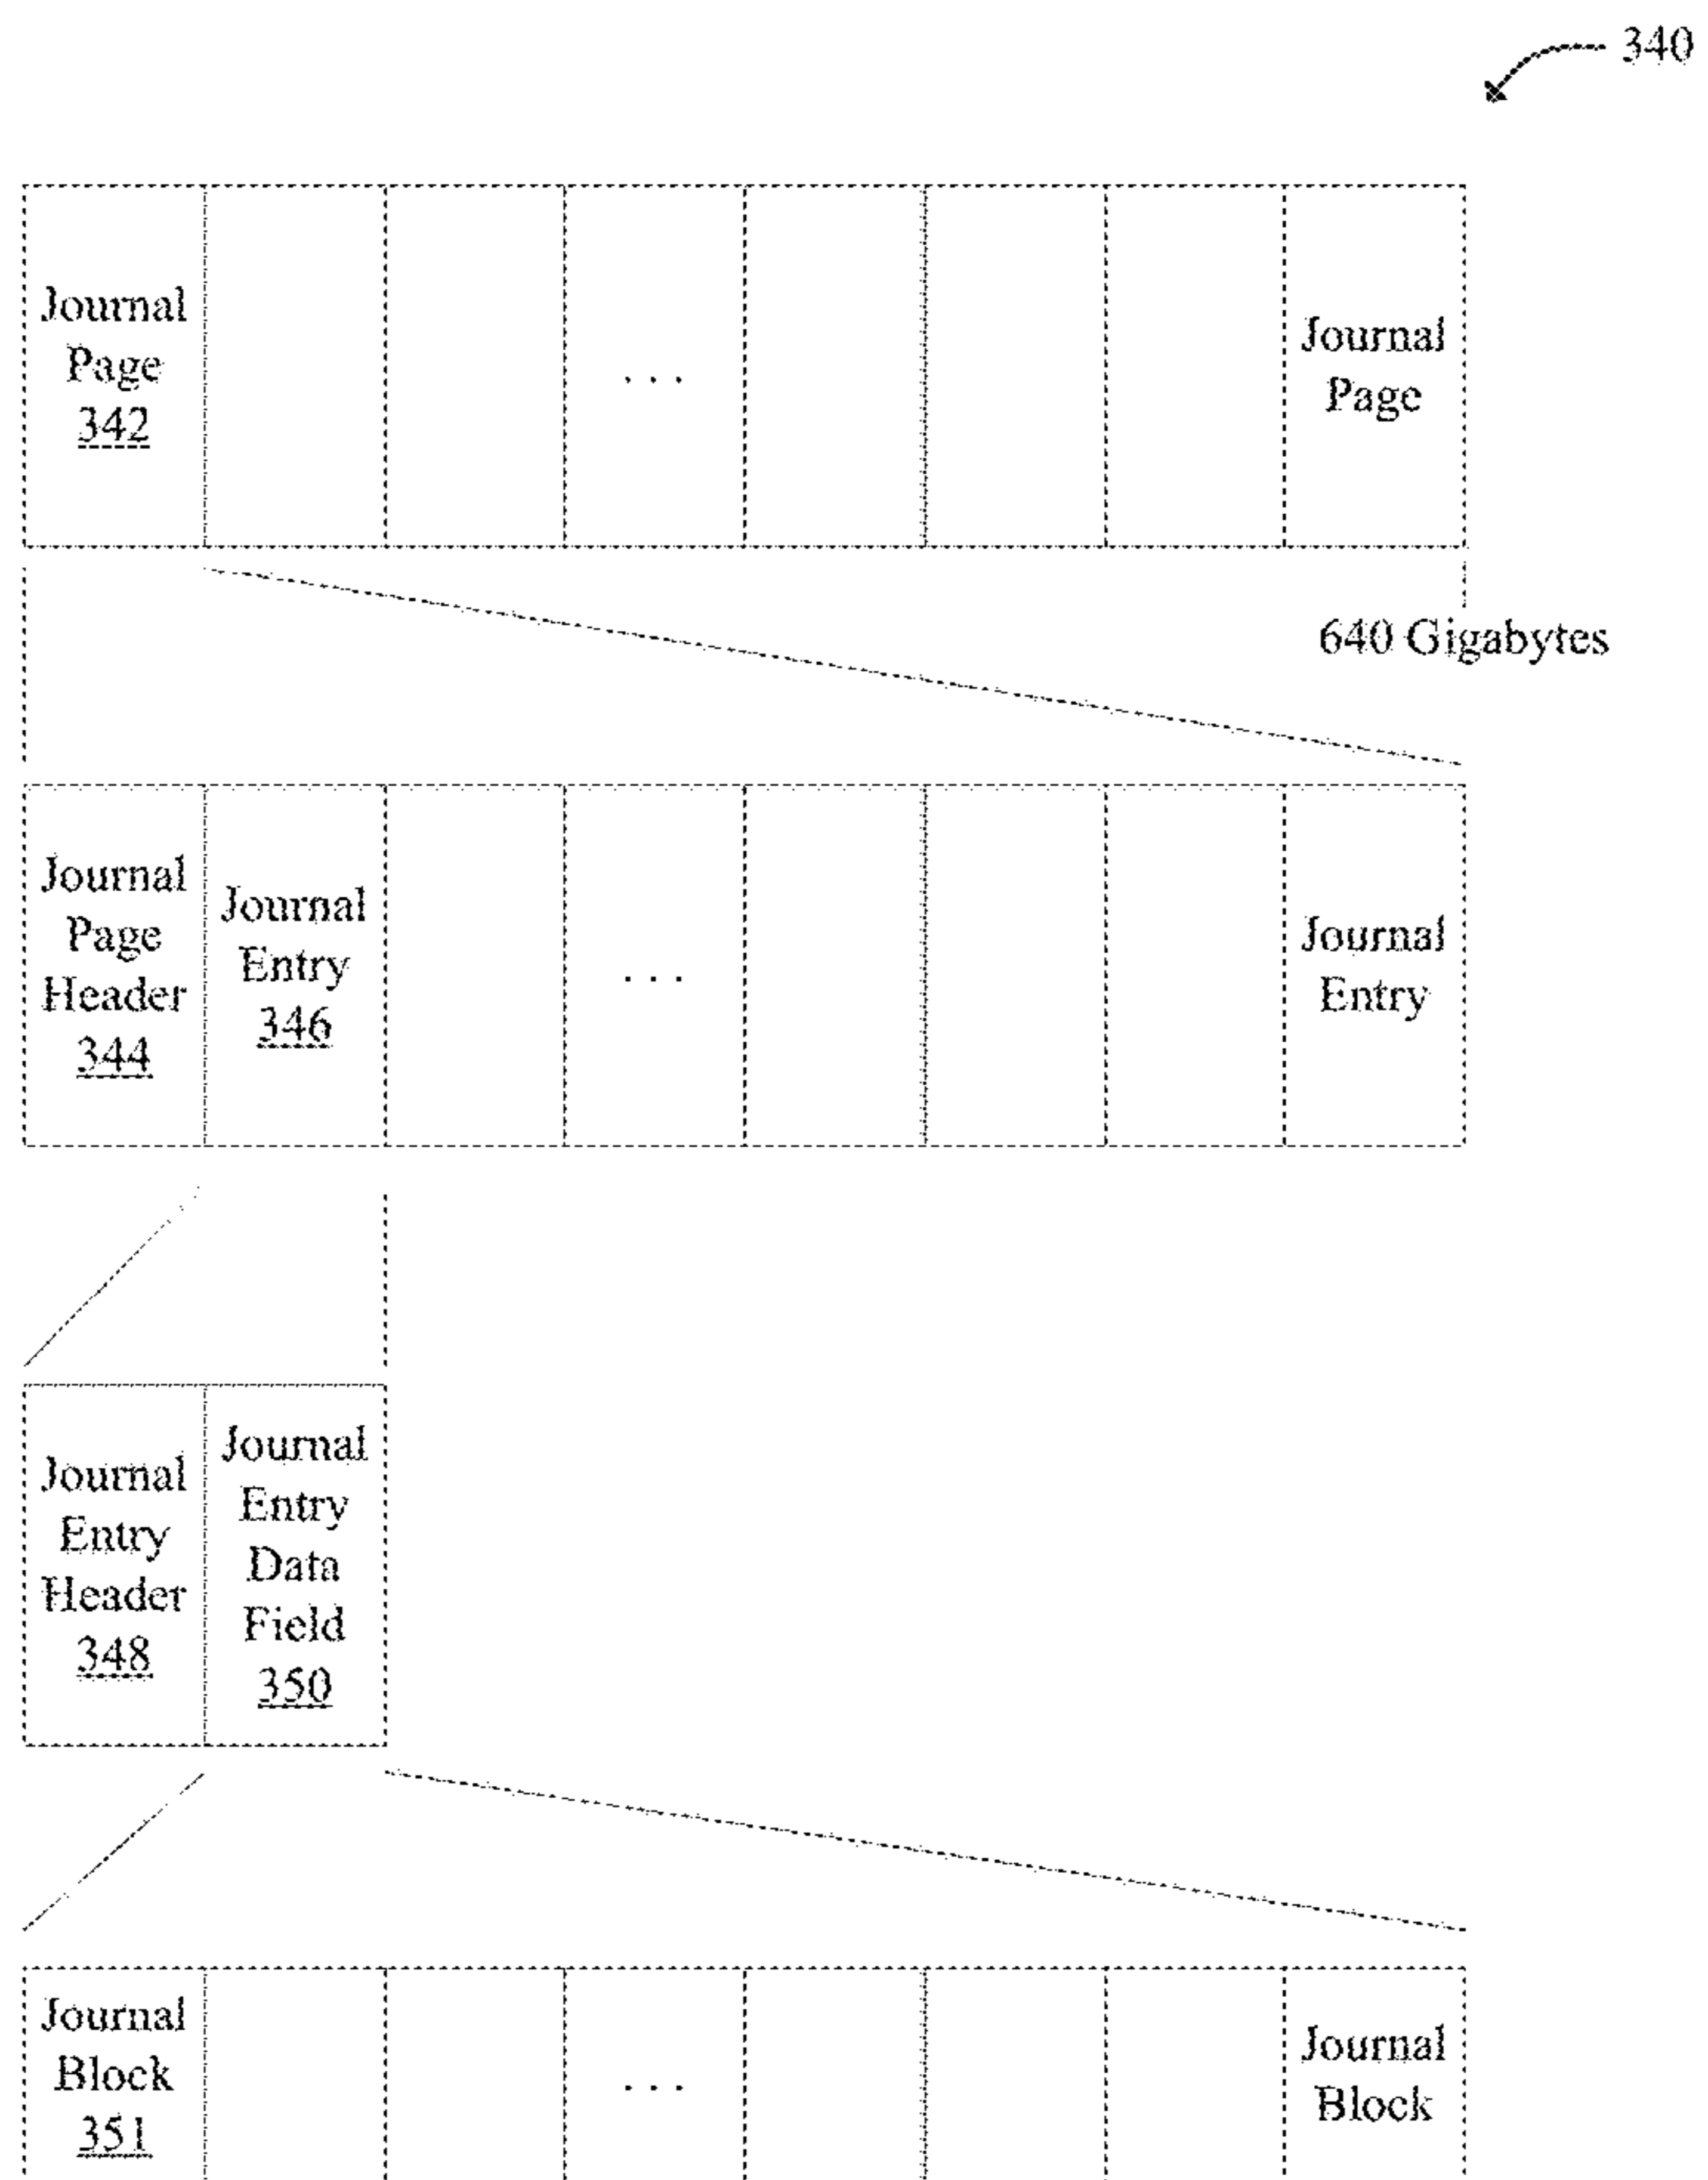 340
Journal
Page
342
. . .
Journal
Page
640 Gigabytes
Journal
Page
Header
344
Journal
Entry
346
. . .
Journal
Entry
Journal
Entry
Header
348
Journal
Entry
Data
Field
350
Journal
Block
351
. . .
Journal
Block